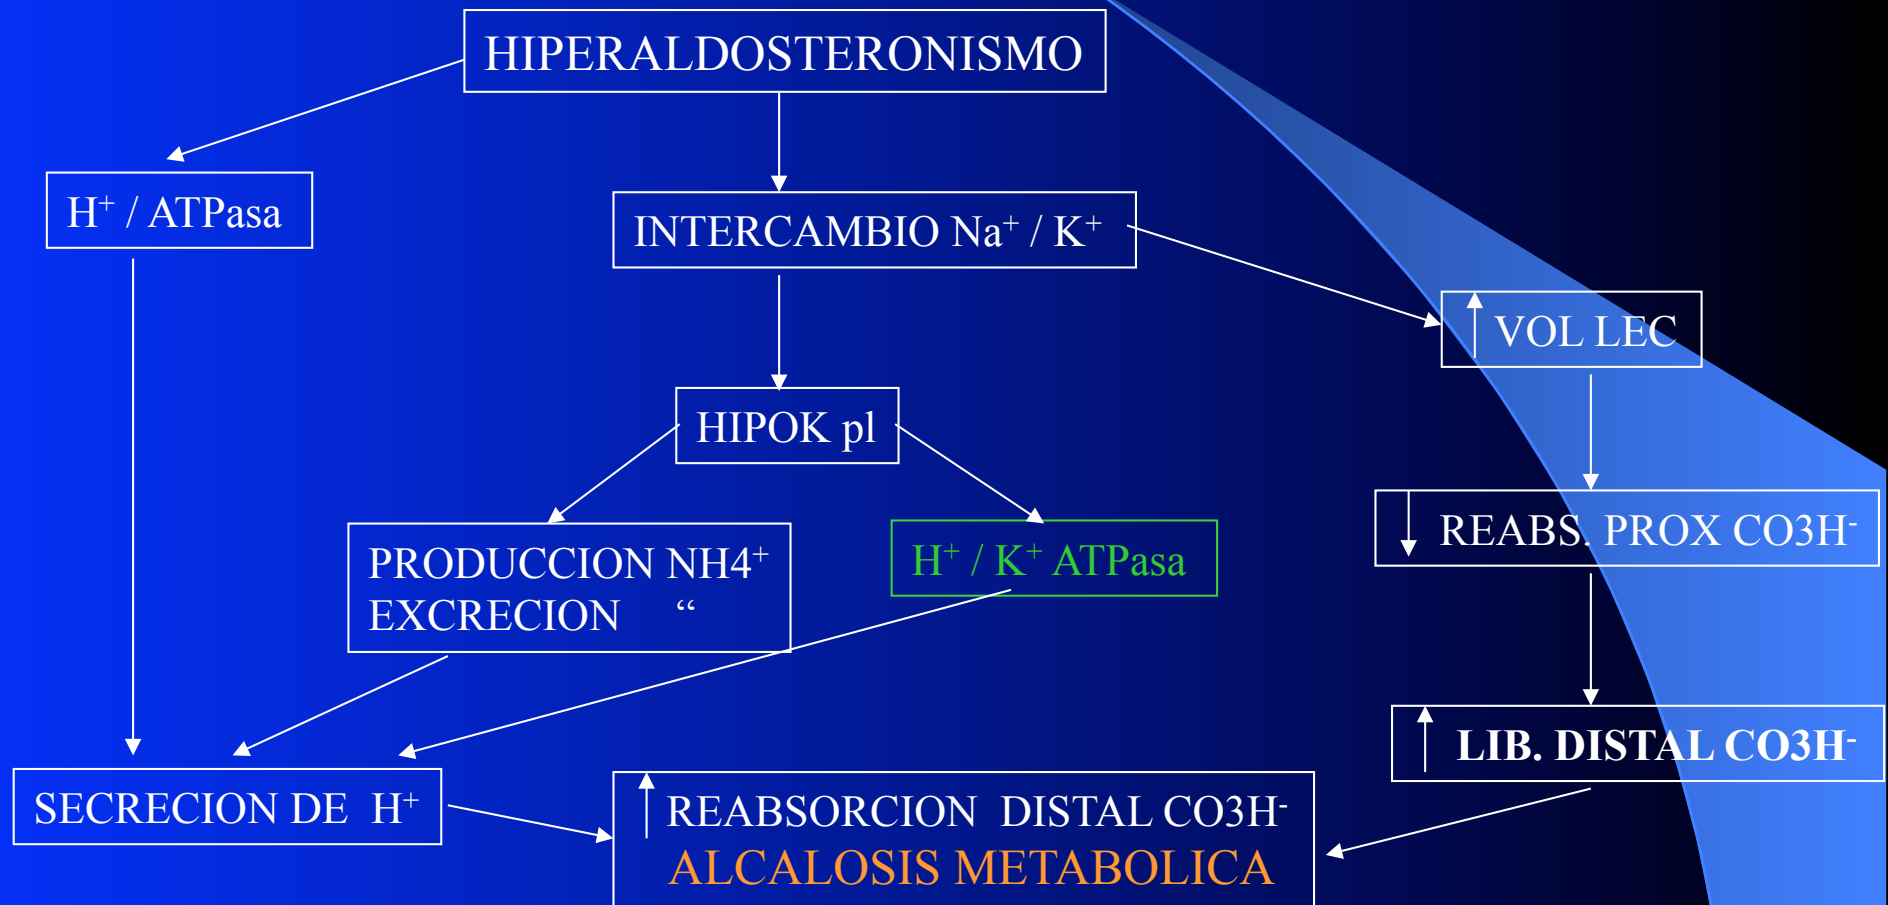 HIPERALDOSTERONISMO
H⁺ / ATPasa
INTERCAMBIO Na⁺ / K⁺
↑ VOL LEC
HIPOK pl
PRODUCCION NH4⁺
EXCRECION “
H⁺ / K⁺ ATPasa
↓ REABS. PROX CO3H⁻
↑ LIB. DISTAL CO3H⁻
SECRECION DE H⁺
↑ REABSORCION DISTAL CO3H⁻
ALCALOSIS METABOLICA